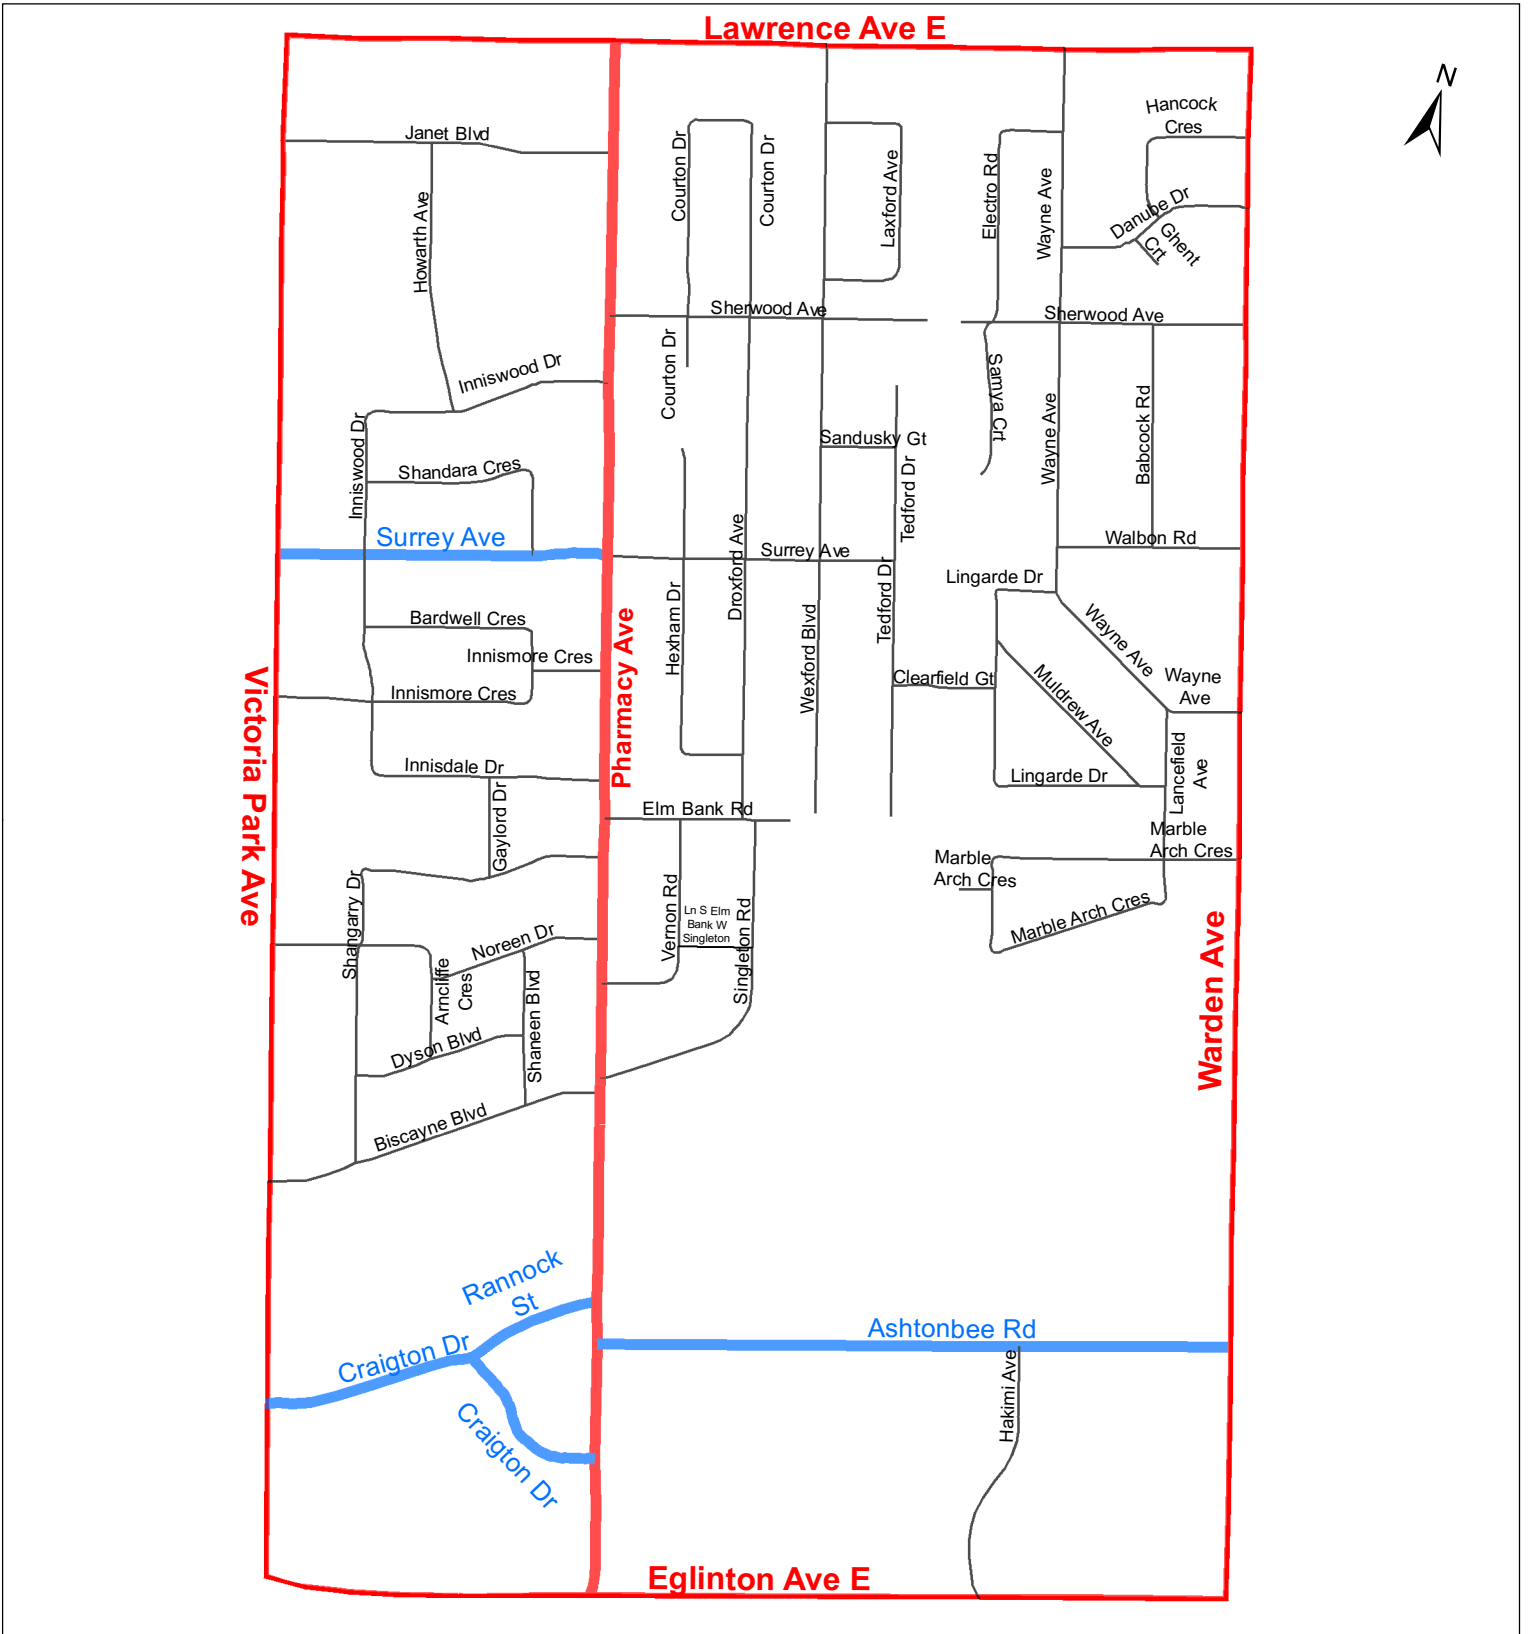 Lawrence Ave E
N
Hancock
Cres
Janet Blvd
Courton Dr
Courton Dr
Laxford Ave
Electro Rd
Wayne Ave
Danube Dr
Ghent
Crt
Howarth Ave
Sherwood Ave
Sherwood Ave
Courton Dr
Inniswood Dr
Samya Crt
Inniswood Dr
Shandara Cres
Sandusky Gt
Tedford Dr
Wayne Ave
Babcock Rd
Surrey Ave
Surrey Ave
Walbon Rd
Droxford Ave
Lingarde Dr
Hexham Dr
Wexford Blvd
Tedford Dr
Bardwell Cres
Innismore Cres
Innismore Cres
Pharmacy Ave
Clearfield Gt
Wayne Ave
Wayne
Ave
Muldrew Ave
Victoria Park Ave
Innisdale Dr
Lingarde Dr
Lancefield
Ave
Gaylord Dr
Elm Bank Rd
Marble
Arch Cres
Marble
Arch Cres
Marble Arch Cres
Shangarry Dr
Vernon Rd
Ln S Elm
Bank W
Singleton
Singleton Rd
Noreen Dr
Arncliffe
Cres
Shaneen Blvd
Dyson Blvd
Warden Ave
Biscayne Blvd
Rannock
St
Craigton Dr
Ashtonbee Rd
Hakimi Ave
Craigton Dr
Eglinton Ave E